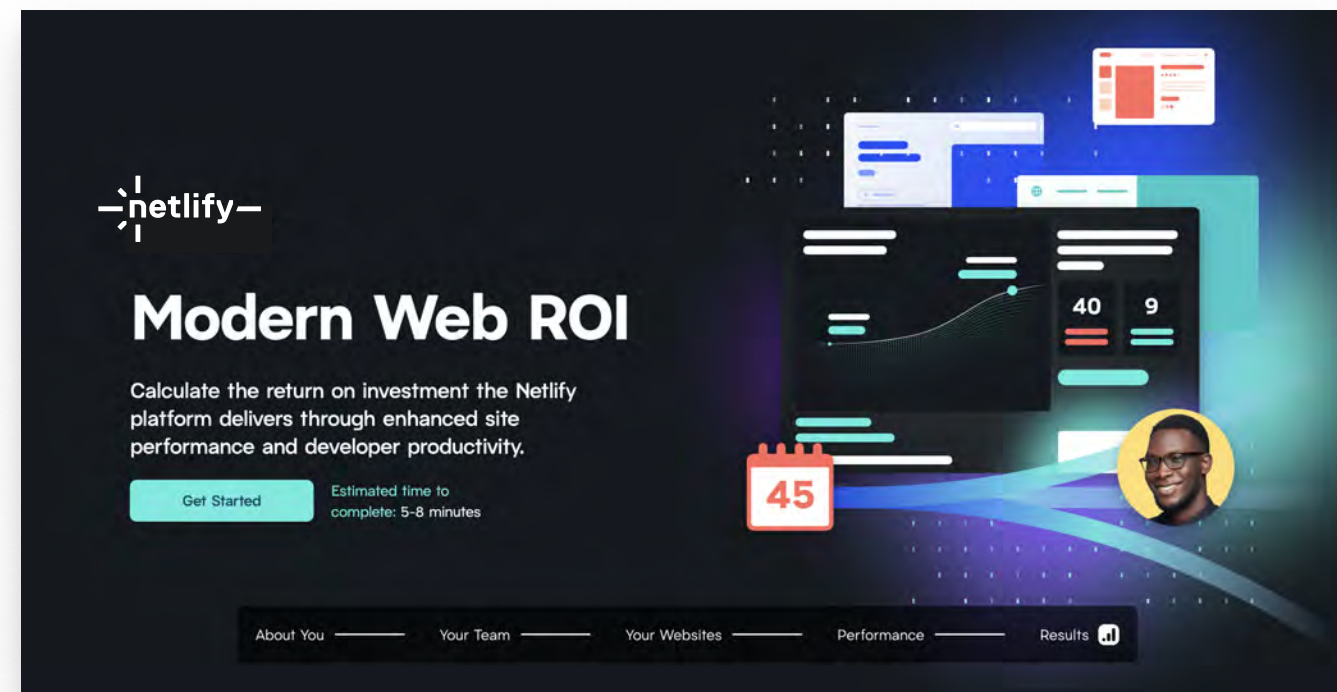 netlify
Modern Web ROI
Calculate the return on investment the Netlify
platform delivers through enhanced site
performance and developer productivity.
Get Started
Estimated time to
complete: 5-8 minutes
40
9
45
About You
Your Team
Your Websites
Performance
Results